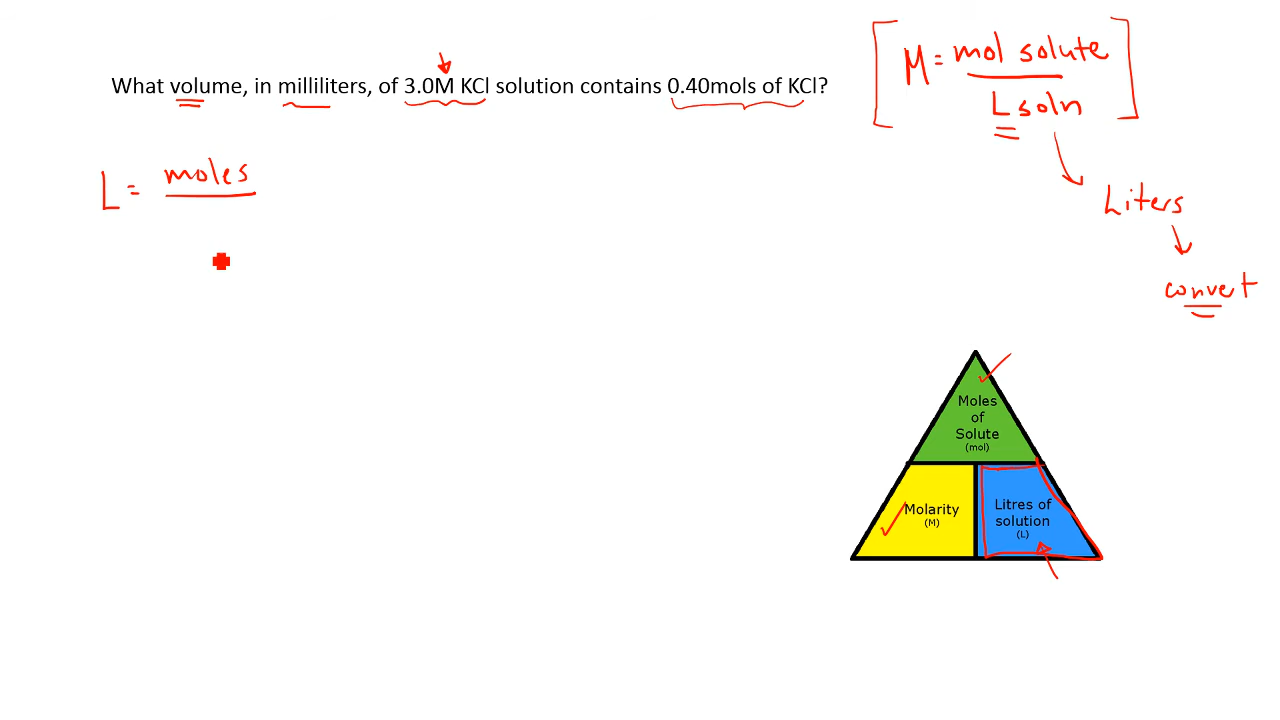 What volume, in milliliters, of 3.0M KCl solution contains 0.40mols of KCl?
M = mol solute
L soln
L = moles
Liters
convert
Moles
of
Solute
(mol)
Molarity
(M)
Litres of
solution
(L)